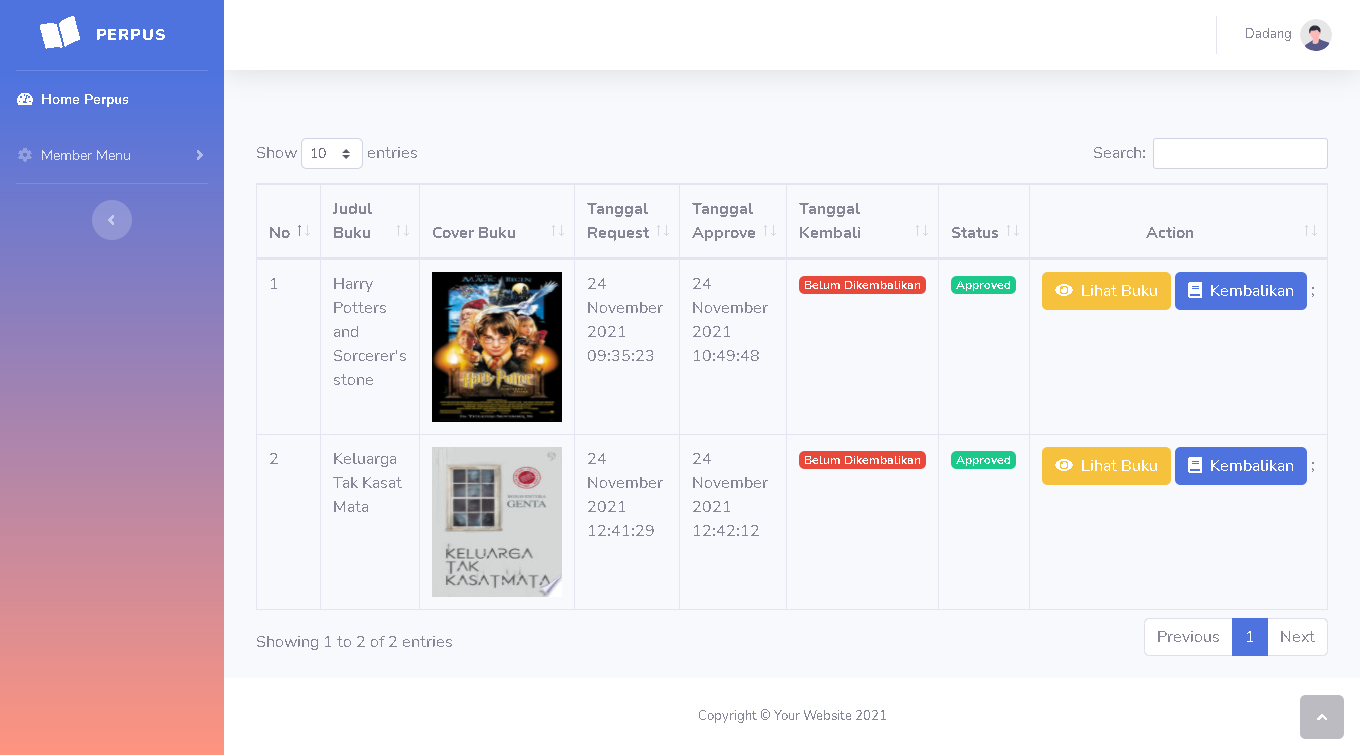 PERPUS
Dadang
Home Perpus
Member Menu
Show 10 entries
Search:
No
Judul
Buku
Cover Buku
Tanggal
Request
Tanggal
Approve
Tanggal
Kembali
Status
Action
1
Harry
Potters
and
Sorcerer's
stone
Harry Potter
24
November
2021
09:35:23
24
November
2021
10:49:48
Belum Dikembalikan
Approved
Lihat Buku
Kembalikan
;
2
Keluarga
Tak Kasat
Mata
GENTA
KELUARGA
TAK
KASATMATA
24
November
2021
12:41:29
24
November
2021
12:42:12
Belum Dikembalikan
Approved
Lihat Buku
Kembalikan
;
Showing 1 to 2 of 2 entries
Previous
1
Next
Copyright © Your Website 2021